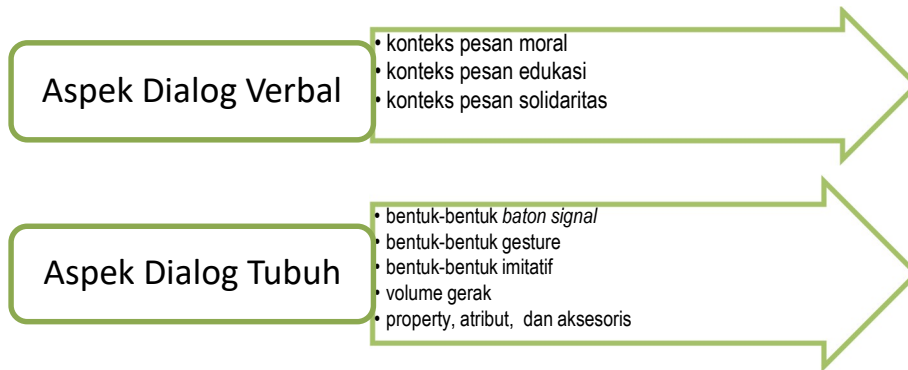 Aspek Dialog Verbal
• konteks pesan moral
• konteks pesan edukasi
• konteks pesan solidaritas
Aspek Dialog Tubuh
• bentuk-bentuk baton signal
• bentuk-bentuk gesture
• bentuk-bentuk imitatif
• volume gerak
• property, atribut, dan aksesoris